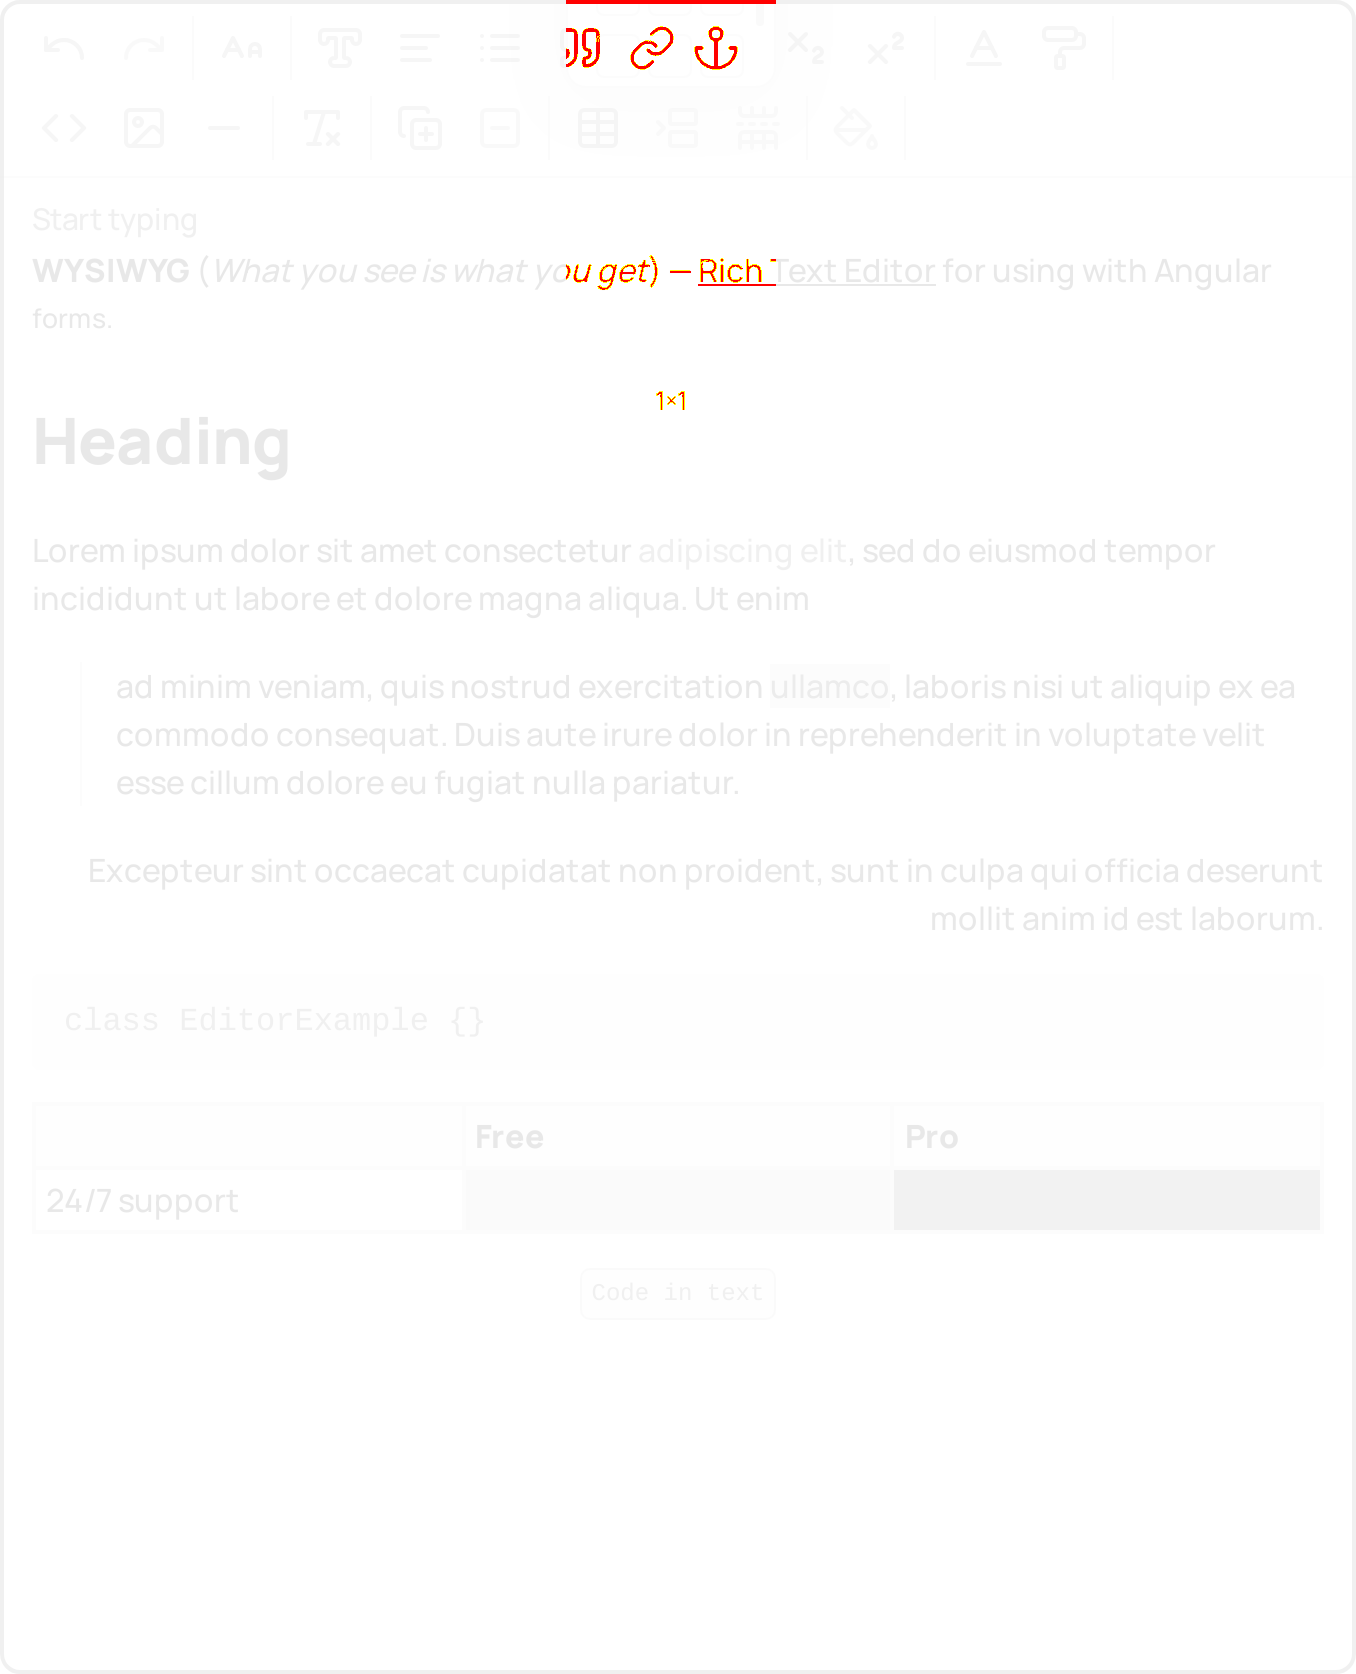 Start typing
WYSIWYG (What you see is what you get) — Rich Text Editor for using with Angular
forms.
1×1
Heading
Lorem ipsum dolor sit amet consectetur adipiscing elit, sed do eiusmod tempor
incididunt ut labore et dolore magna aliqua. Ut enim
ad minim veniam, quis nostrud exercitation ullamco, laboris nisi ut aliquip ex ea
commodo consequat. Duis aute irure dolor in reprehenderit in voluptate velit
esse cillum dolore eu fugiat nulla pariatur.
Excepteur sint occaecat cupidatat non proident, sunt in culpa qui officia deserunt
mollit anim id est laborum.
class EditorExample {}
Free Pro
24/7 support
Code in text